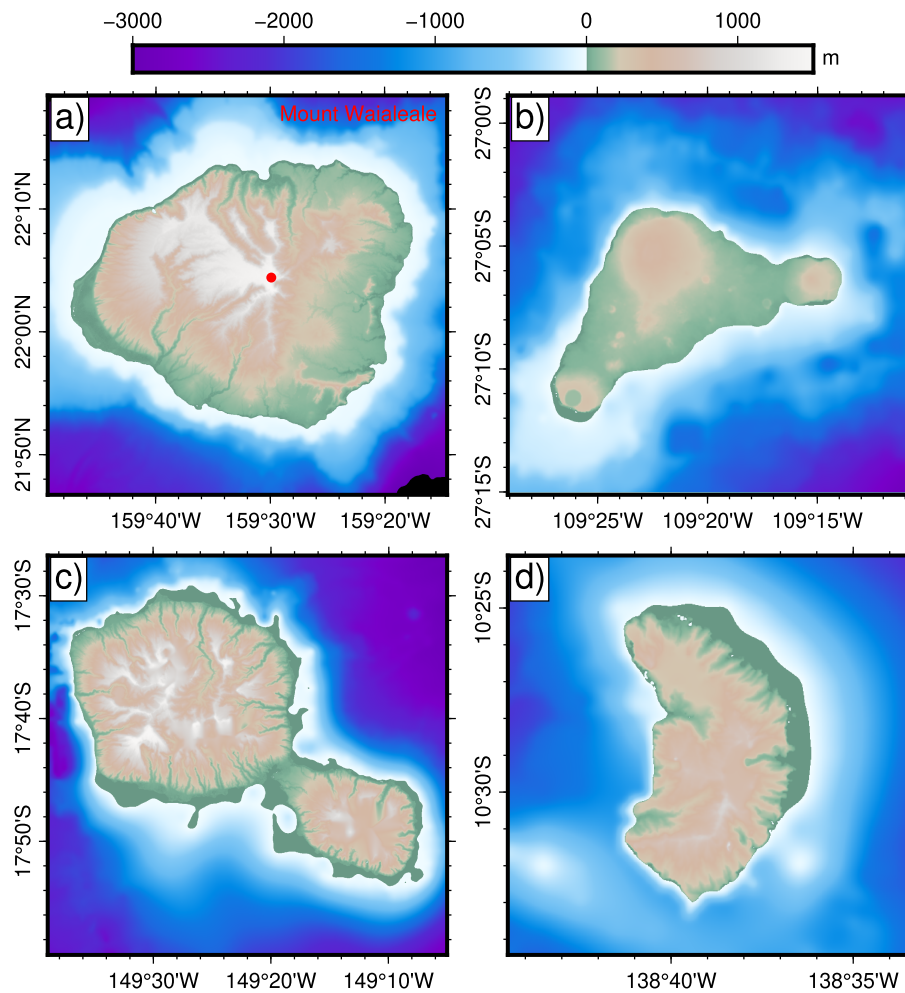 −3000 −2000 −1000 0 1000
m
a)
Mount Waialeale
22°10'N
22°00'N
21°50'N
159°40'W 159°30'W 159°20'W
b)
27°00'S
27°05'S
27°10'S
27°15'S
109°25'W 109°20'W 109°15'W
c)
17°30'S
17°40'S
17°50'S
149°30'W 149°20'W 149°10'W
d)
10°25'S
10°30'S
138°40'W 138°35'W